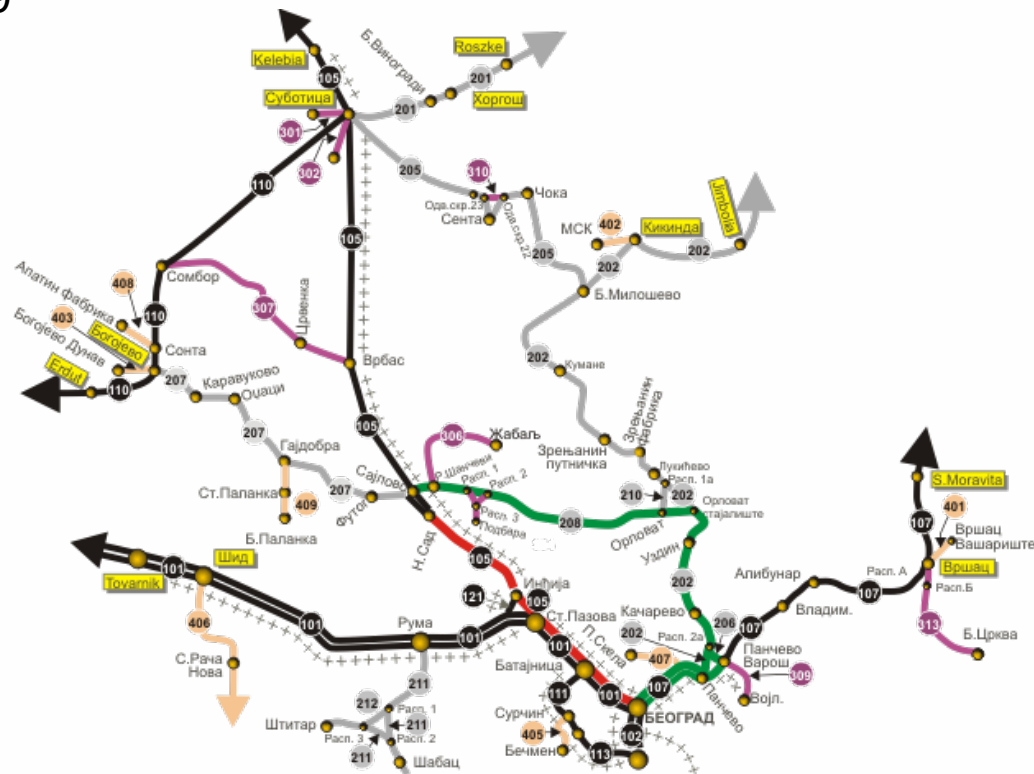 Kelebia
Б.Виногради
Roszke
105
201
Суботица
201
Хоргош
301
302
110
205
310
Чока
Одв.скр.23
Сента
Одв.скр.22
105
205
МСК
402
Кикинда
Jimbolia
202
202
Б.Милошево
Сомбор
Апатин фабрика
408
307
Црвенка
110
403
Богојево
Богојево Дунав
Сонта
Врбас
202
Кумане
Erdut
110
207
Каравуково
Оџаци
207
105
306
Жабаљ
Зрењанин
путничка
Зрењанин
фабрика
Гајдобра
Сајлово
Р.Шанчеви
Расп. 1
Расп. 2
Лукићево
Расп. 1а
S.Moravita
Ст.Паланка
409
207
Футог
Расп. 3
Подбара
208
210
202
Орловат
стајалиште
401
107
Вршац
Вашариште
Б.Паланка
Н.Сад
Орловат
Уздин
Шид
101
Tovarnik
105
202
Алибунар
Расп. А
Вршац
107
Расп.Б
121
Инђија
105
Ст.Пазова
Качарево
206
Владим.
406
101
Рума
101
101
П.Скела
202
Расп. 2а
107
313
Б.Црква
С.Рача
Нова
Батајница
407
Панчево
Варош
211
111
101
107
Панчево
309
Војл.
212
Расп. 1
Сурчин
БЕОГРАД
Штитар
Расп. 3
211
Расп. 2
405
Бечмен
102
211
Шабац
113